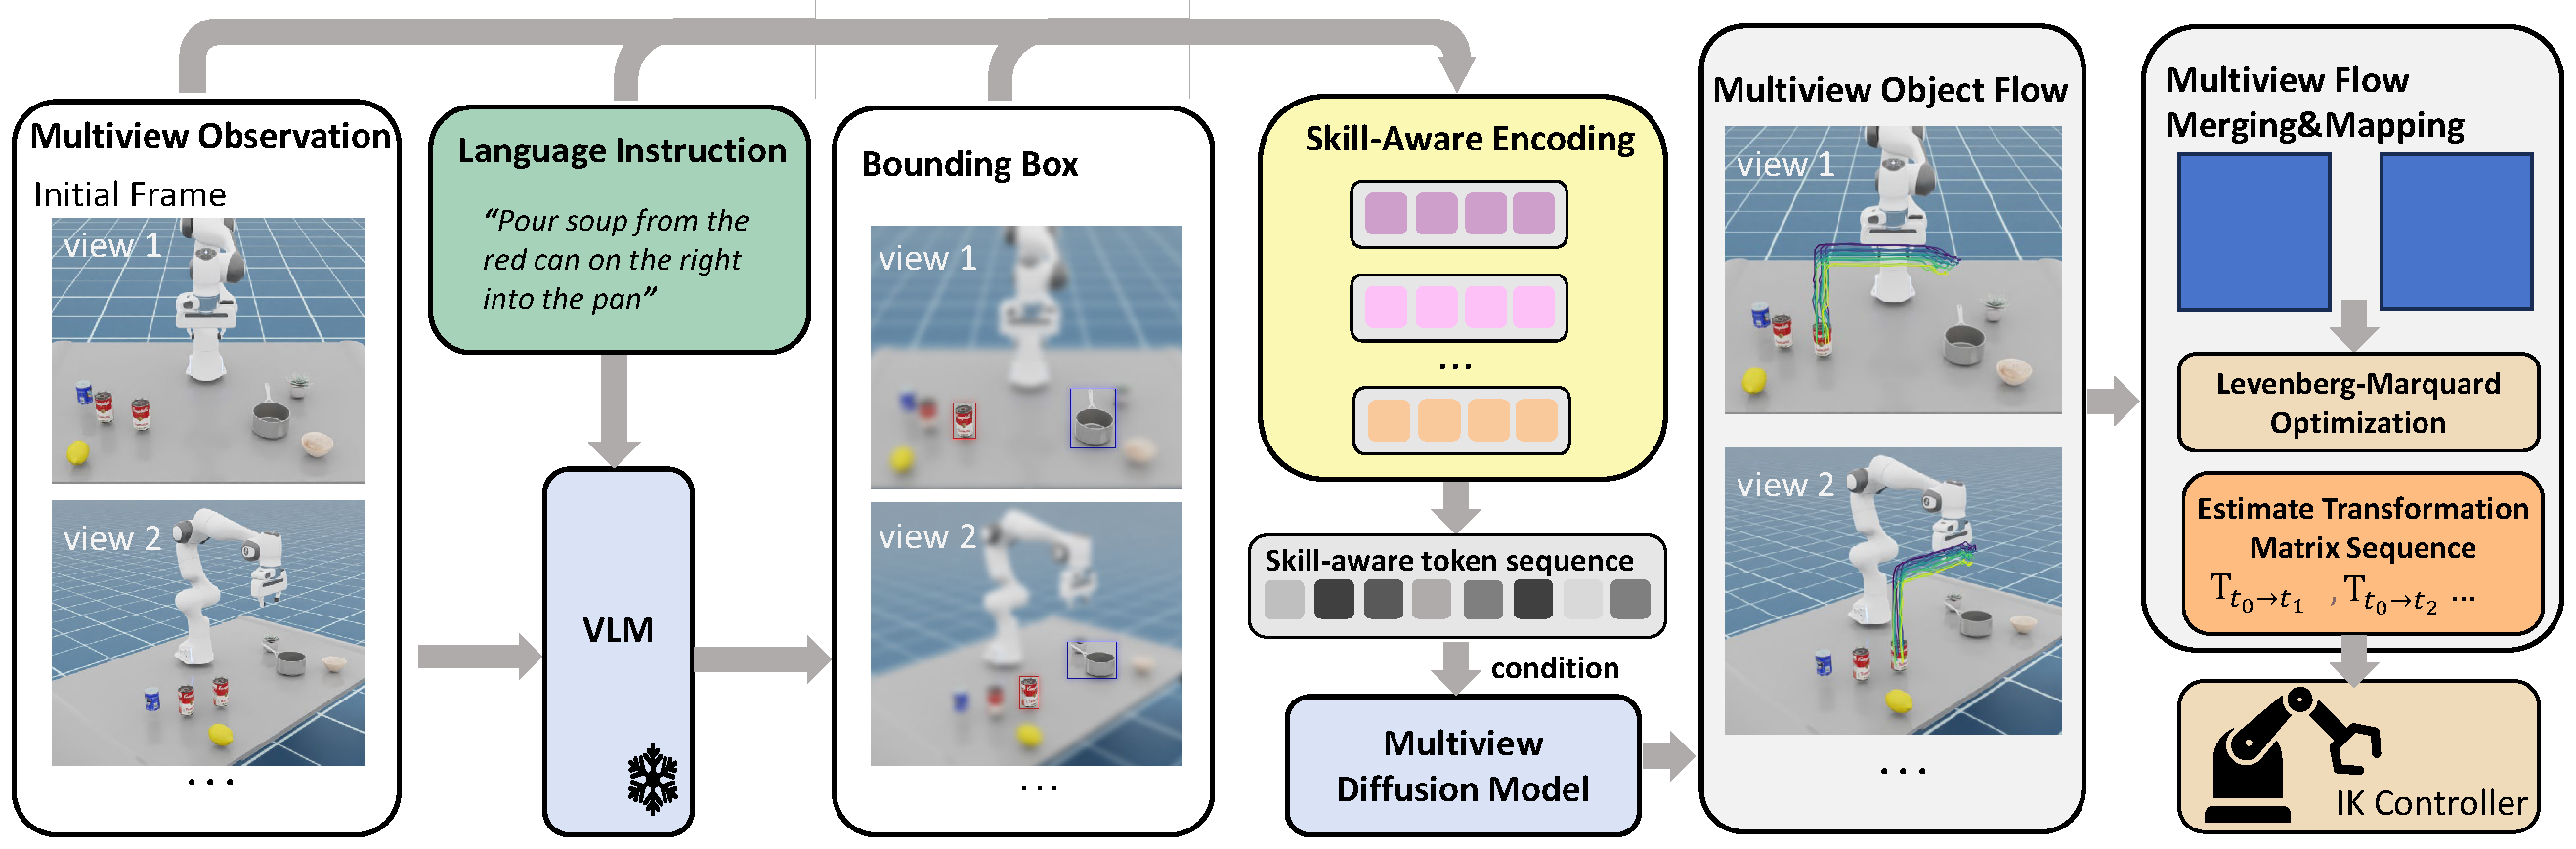 Multiview Observation
Initial Frame
view 1
view 2
...
Language Instruction
“Pour soup from the
red can on the right
into the pan”
VLM
Bounding Box
view 1
view 2
...
Skill-Aware Encoding
...
Skill-aware token sequence
condition
Multiview
Diffusion Model
Multiview Object Flow
view 1
view 2
...
Multiview Flow
Merging&Mapping
Levenberg-Marquard
Optimization
Estimate Transformation
Matrix Sequence
T_{t_0→t_1} , T_{t_0→t_2} ...
IK Controller